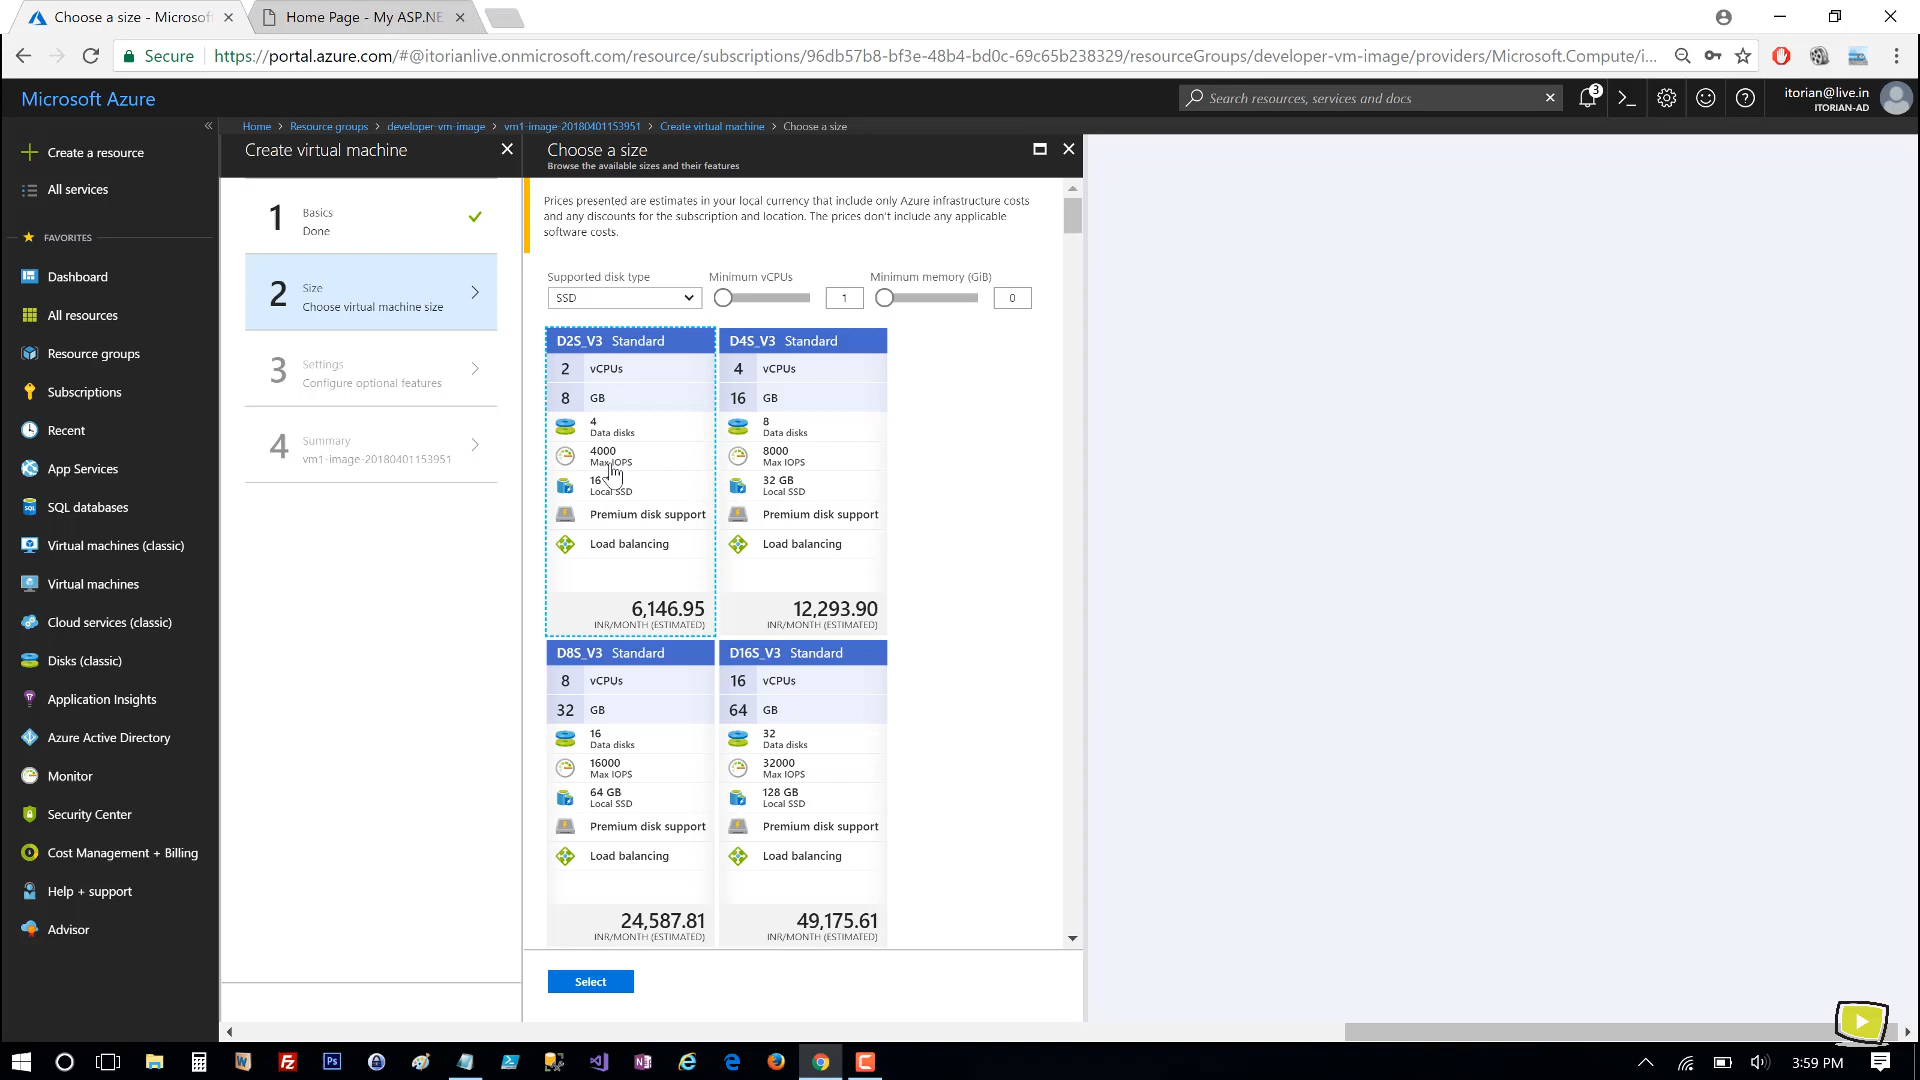 Choose a size - Microsof
Home Page - My ASP.NE
Secure
https://portal.azure.com/#@itorianlive.onmicrosoft.com/resource/subscriptions/96db57b8-bf3e-48b4-bd0c-69c65b238329/resourceGroups/developer-vm-image/providers/Microsoft.Compute/i...
Microsoft Azure
Search resources, services and docs
3
itorian@live.in
ITORIAN-AD
Home > Resource groups > developer-vm-image > vm1-image-20180401153951 > Create virtual machine > Choose a size
Create a resource
All services
FAVORITES
Dashboard
All resources
Resource groups
Subscriptions
Recent
App Services
SQL databases
Virtual machines (classic)
Virtual machines
Cloud services (classic)
Disks (classic)
Application Insights
Azure Active Directory
Monitor
Security Center
Cost Management + Billing
Help + support
Advisor
Create virtual machine
1 Basics
Done
2 Size
Choose virtual machine size
3 Settings
Configure optional features
4 Summary
vm1-image-20180401153951
Choose a size
Browse the available sizes and their features
Prices presented are estimates in your local currency that include only Azure infrastructure costs
and any discounts for the subscription and location. The prices don't include any applicable
software costs.
Supported disk type
SSD
Minimum vCPUs
1
Minimum memory (GiB)
0
D2S_V3 Standard
2 vCPUs
8 GB
4
Data disks
4000
Max IOPS
16
Local SSD
Premium disk support
Load balancing
6,146.95
INR/MONTH (ESTIMATED)
D4S_V3 Standard
4 vCPUs
16 GB
8
Data disks
8000
Max IOPS
32 GB
Local SSD
Premium disk support
Load balancing
12,293.90
INR/MONTH (ESTIMATED)
D8S_V3 Standard
8 vCPUs
32 GB
16
Data disks
16000
Max IOPS
64 GB
Local SSD
Premium disk support
Load balancing
24,587.81
INR/MONTH (ESTIMATED)
D16S_V3 Standard
16 vCPUs
64 GB
32
Data disks
32000
Max IOPS
128 GB
Local SSD
Premium disk support
Load balancing
49,175.61
INR/MONTH (ESTIMATED)
Select
3:59 PM